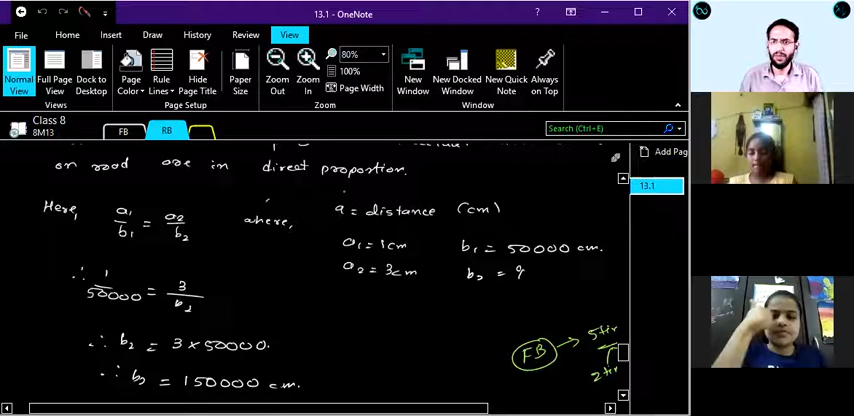 13.1 - OneNote
File Home Insert Draw History Review View
Normal View
Full Page View
Dock to Desktop
Page Color
Rule Lines
Hide Page Title
Paper Size
Zoom Out
Zoom In
80%
100%
Page Width
New Window
New Docked Window
New Quick Note
Always on Top
Views Page Setup Zoom Window
Class 8
8M13
FB RB
Search (Ctrl+E)
Add Pag
13.1
on road are in direct proportion.
Here, a₁/b₁ = a₂/b₂ where, a = distance (cm)
a₁ = 1cm b₁ = 50000 cm.
a₂ = 3cm b₂ = ?
∴ 1/50000 = 3/b₂
∴ b₂ = 3 × 50000.
∴ b₂ = 150000 cm.
FB →